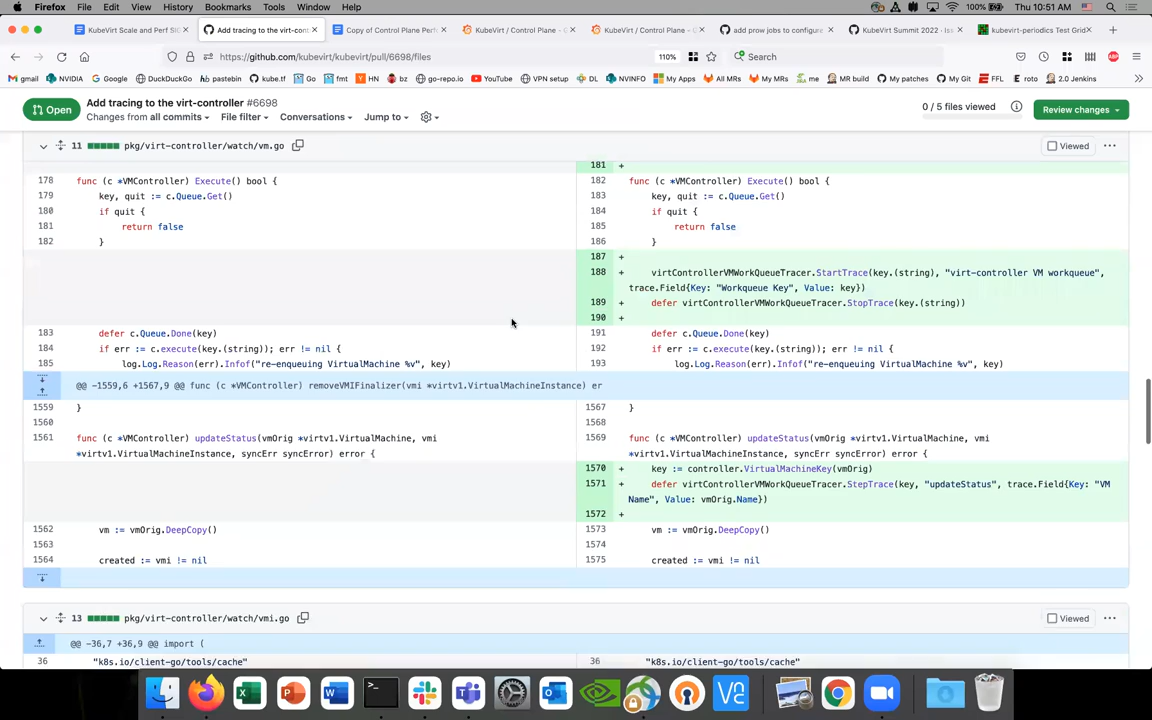 Firefox File Edit View History Bookmarks Tools Window Help 100% Thu 10:51 AM
KubeVirt Scale and Perf SIG Add tracing to the virt-cont Copy of Control Plane Perf KubeVirt / Control Plane - KubeVirt / Control Plane - add prow jobs to configure KubeVirt Summit 2022 · Iss kubevirt-periodics Test Grid
https://github.com/kubevirt/kubevirt/pull/6698/files 110% Search
gmail NVIDIA Google DuckDuckGo pastebin kube.tf Go fmt HN bz go-repo.io YouTube VPN setup DL NVINFO My Apps All MRs My MRs me MR build My patches My Git FFL roto 2.0 Jenkins
Open Add tracing to the virt-controller #6698
Changes from all commits File filter Conversations Jump to
0 / 5 files viewed Review changes
11 pkg/virt-controller/watch/vm.go Viewed
181 +
178 func (c *VMController) Execute() bool { 182 func (c *VMController) Execute() bool {
179 key, quit := c.Queue.Get() 183 key, quit := c.Queue.Get()
180 if quit { 184 if quit {
181 return false 185 return false
182 } 186 }
187 +
188 + virtControllerVMWorkQueueTracer.StartTrace(key.(string), "virt-controller VM workqueue",
trace.Field{Key: "Workqueue Key", Value: key})
189 + defer virtControllerVMWorkQueueTracer.StopTrace(key.(string))
190 +
183 defer c.Queue.Done(key) 191 defer c.Queue.Done(key)
184 if err := c.execute(key.(string)); err != nil { 192 if err := c.execute(key.(string)); err != nil {
185 log.Log.Reason(err).Infof("re-enqueuing VirtualMachine %v", key) 193 log.Log.Reason(err).Infof("re-enqueuing VirtualMachine %v", key)
@@ -1559,6 +1567,9 @@ func (c *VMController) removeVMIFinalizer(vmi *virtv1.VirtualMachineInstance) er
1559 } 1567 }
1560 1568
1561 func (c *VMController) updateStatus(vmOrig *virtv1.VirtualMachine, vmi 1569 func (c *VMController) updateStatus(vmOrig *virtv1.VirtualMachine, vmi
*virtv1.VirtualMachineInstance, syncErr syncError) error { *virtv1.VirtualMachineInstance, syncErr syncError) error {
1570 + key := controller.VirtualMachineKey(vmOrig)
1571 + defer virtControllerVMWorkQueueTracer.StepTrace(key, "updateStatus", trace.Field{Key: "VM
Name", Value: vmOrig.Name})
1572 +
1562 vm := vmOrig.DeepCopy() 1573 vm := vmOrig.DeepCopy()
1563 1574
1564 created := vmi != nil 1575 created := vmi != nil
13 pkg/virt-controller/watch/vmi.go Viewed
@@ -36,7 +36,9 @@ import (
36 "k8s.io/client-go/tools/cache" 36 "k8s.io/client-go/tools/cache"